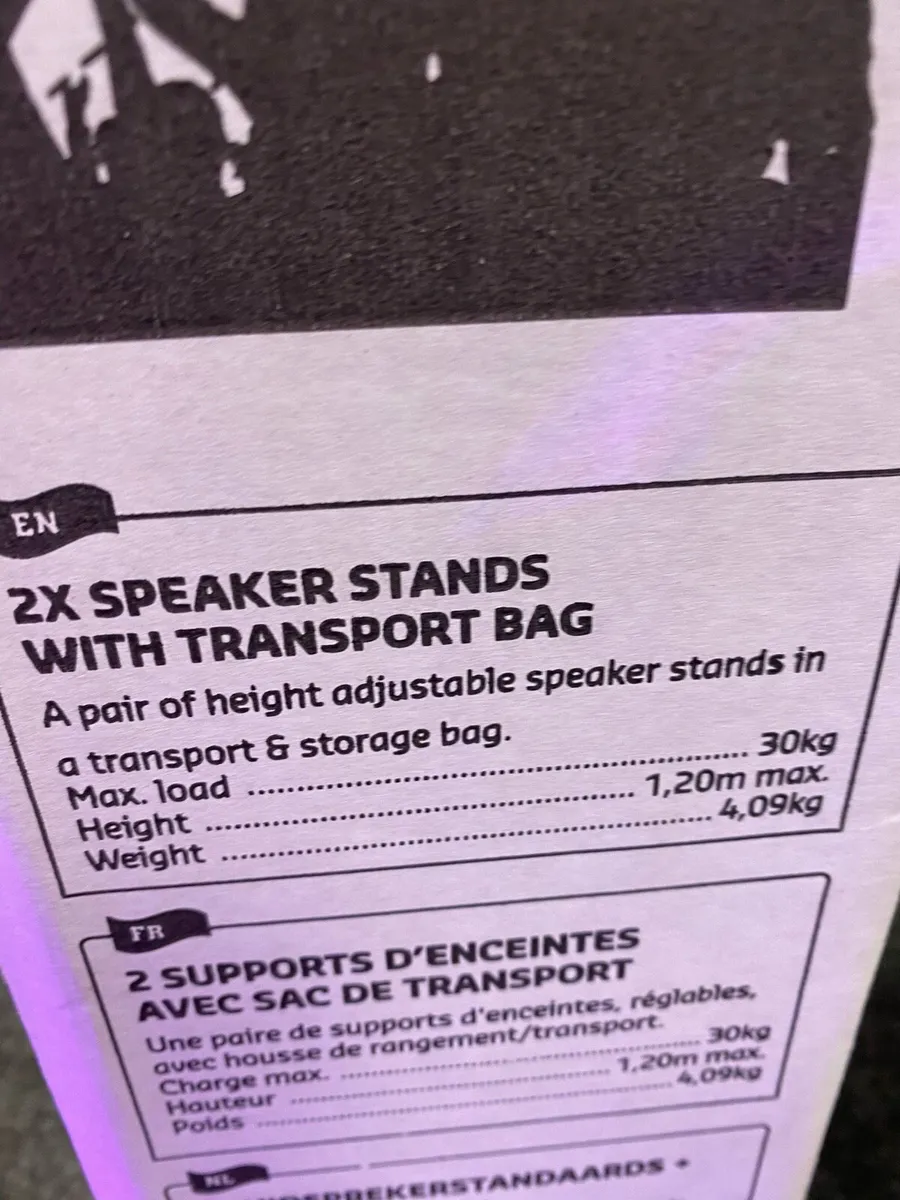 EN
2X SPEAKER STANDS
WITH TRANSPORT BAG
A pair of height adjustable speaker stands in
a transport & storage bag.
Max. load ........................................ 30kg
Height ........................................ 1,20m max.
Weight ........................................ 4,09kg
FR
2 SUPPORTS D'ENCEINTES
AVEC SAC DE TRANSPORT
Une paire de supports d'enceintes, réglables,
avec housse de rangement/transport.
Charge max. ........................................ 30kg
Hauteur ........................................ 1,20m max.
Poids ........................................ 4,09kg
NL